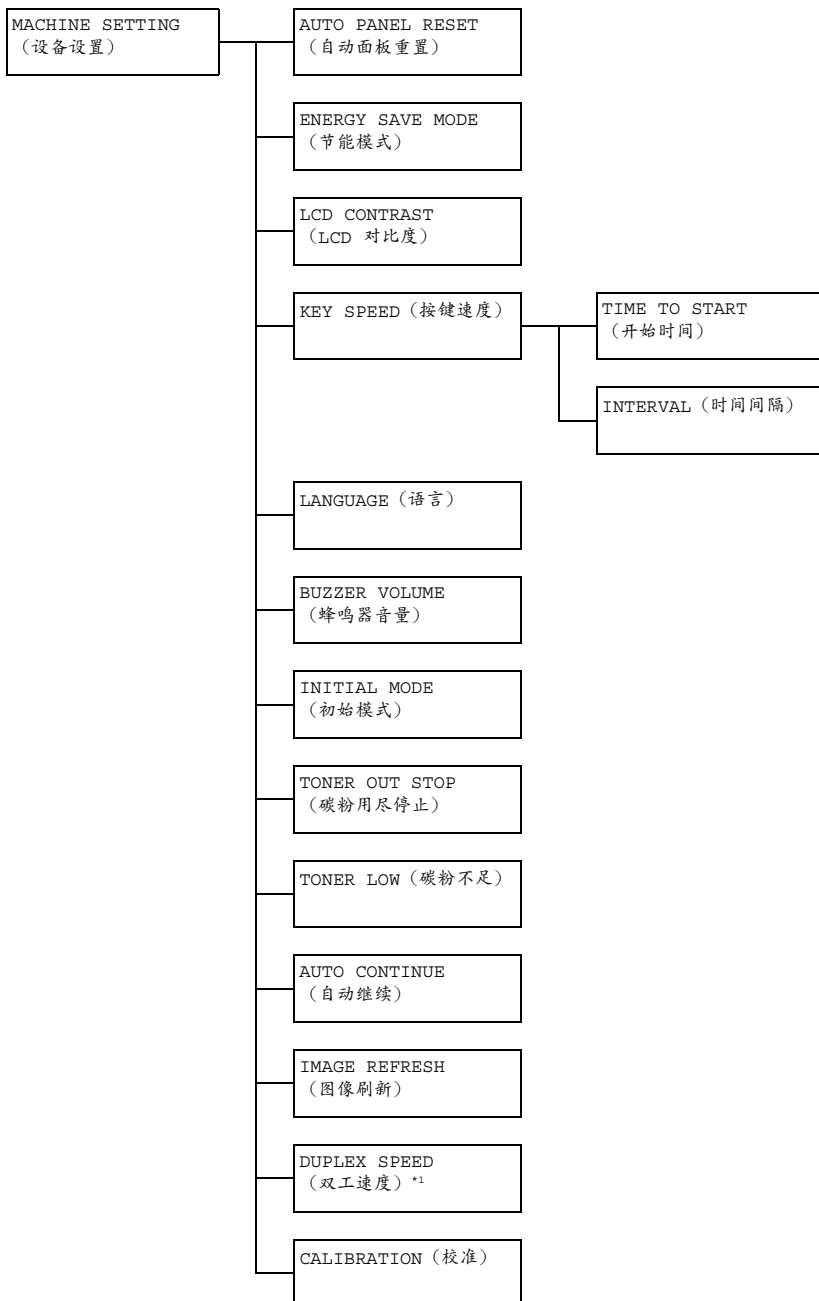 MACHINE SETTING
（设备设置）
AUTO PANEL RESET
（自动面板重置）
ENERGY SAVE MODE
（节能模式）
LCD CONTRAST
（LCD 对比度）
KEY SPEED（按键速度）
TIME TO START
（开始时间）
INTERVAL（时间间隔）
LANGUAGE（语言）
BUZZER VOLUME
（蜂鸣器音量）
INITIAL MODE
（初始模式）
TONER OUT STOP
（碳粉用尽停止）
TONER LOW（碳粉不足）
AUTO CONTINUE
（自动继续）
IMAGE REFRESH
（图像刷新）
DUPLEX SPEED
（双工速度）*1
CALIBRATION（校准）